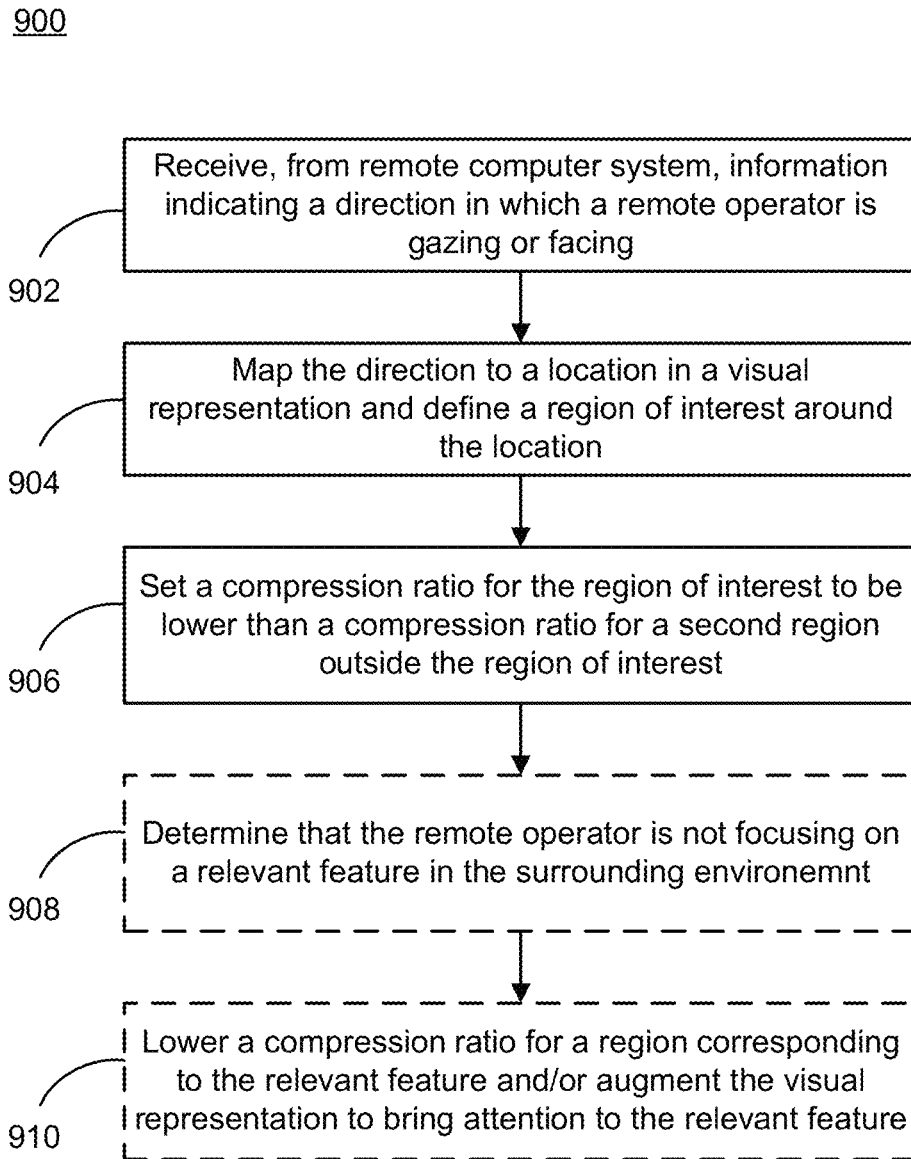 900
Receive, from remote computer system, information
indicating a direction in which a remote operator is
gazing or facing
902
Map the direction to a location in a visual
representation and define a region of interest around
the location
904
Set a compression ratio for the region of interest to be
lower than a compression ratio for a second region
outside the region of interest
906
Determine that the remote operator is not focusing on
a relevant feature in the surrounding environemnt
908
Lower a compression ratio for a region corresponding
to the relevant feature and/or augment the visual
representation to bring attention to the relevant feature
910